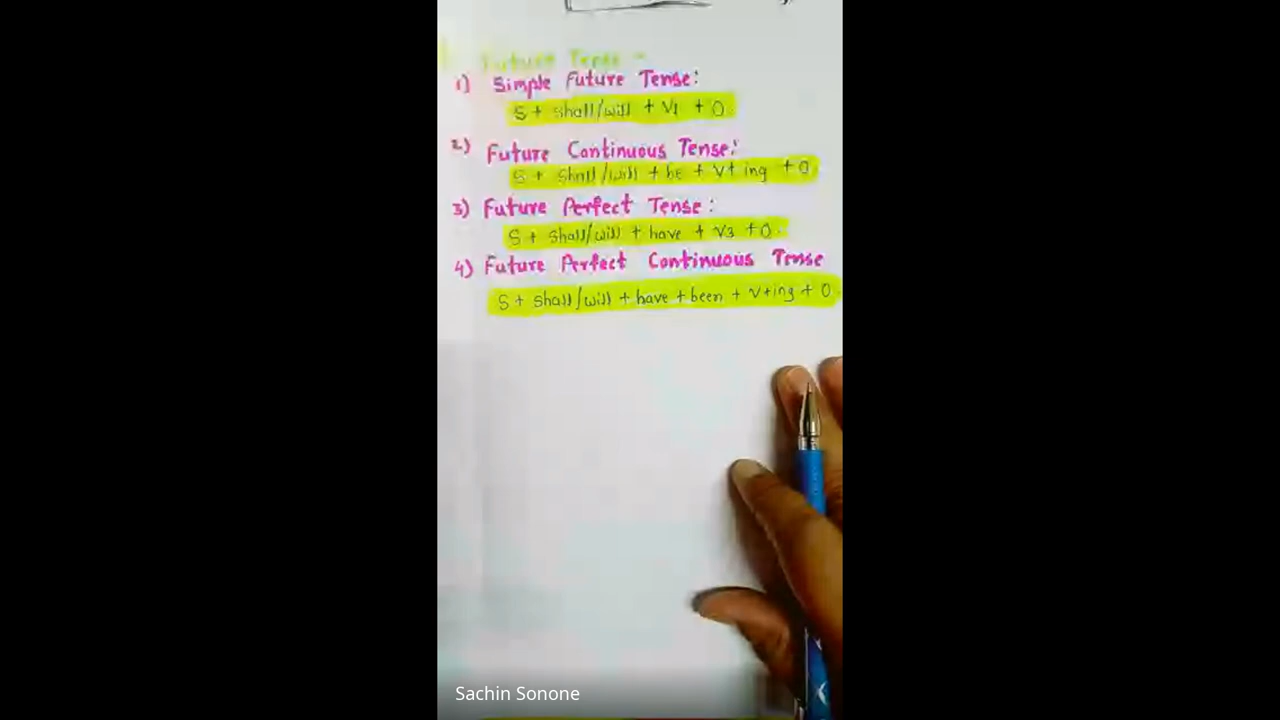 Future Tense -
1) Simple Future Tense:
S + shall/will + V1 + O.
2) Future Continuous Tense:
S + shall/will + be + V + ing + O.
3) Future Perfect Tense:
S + shall/will + have + V3 + O.
4) Future Perfect Continuous Tense
S + shall/will + have + been + V+ing + O.
Sachin Sonone